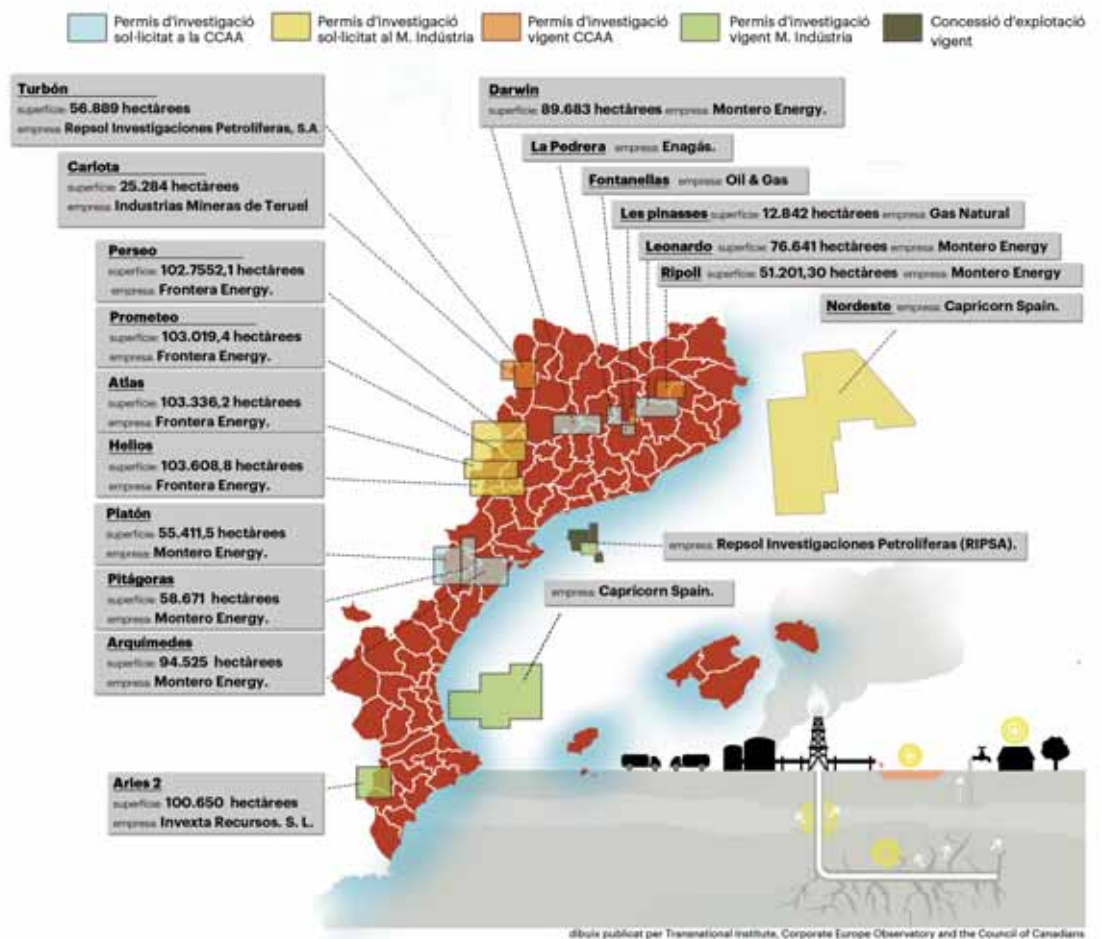 Permís d'investigació
sol·licitat a la CCAA
Permís d'investigació
sol·licitat al M. Indústria
Permís d'investigació
vigent CCAA
Permís d'investigació
vigent M. Indústria
Concessió d'explotació
vigent
Turbón
superfície: 56.889 hectàrees
empresa: Repsol Investigaciones Petrolíferas, S.A
Carlota
superfície: 25.284 hectàrees
empresa: Industrias Mineras de Teruel
Perseo
superfície: 102.7552,1 hectàrees
empresa: Frontera Energy.
Prometeo
superfície: 103.019,4 hectàrees
empresa: Frontera Energy.
Atlas
superfície: 103.336,2 hectàrees
empresa: Frontera Energy.
Helios
superfície: 103.608,8 hectàrees
empresa: Frontera Energy.
Platón
superfície: 55.411,5 hectàrees
empresa: Montero Energy.
Pitágoras
superfície: 58.671 hectàrees
empresa: Montero Energy.
Arquímedes
superfície: 94.525 hectàrees
empresa: Montero Energy.
Aries 2
superfície: 100.650 hectàrees
empresa: Invexta Recursos. S. L.
Darwin
superfície: 89.683 hectàrees empresa: Montero Energy.
La Pedrera empresa: Enagás.
Fontanellas empresa: Oil & Gas
Les pinasses superfície: 12.842 hectàrees empresa: Gas Natural
Leonardo superfície: 76.641 hectàrees empresa: Montero Energy
Ripoll superfície: 51.201,30 hectàrees empresa: Montero Energy
Nordeste empresa: Capricorn Spain.
empresa: Repsol Investigaciones Petrolíferas (RIPSA).
empresa: Capricorn Spain.
dibuix publicat per Transnational Institute, Corporate Europe Observatory and the Council of Canadians